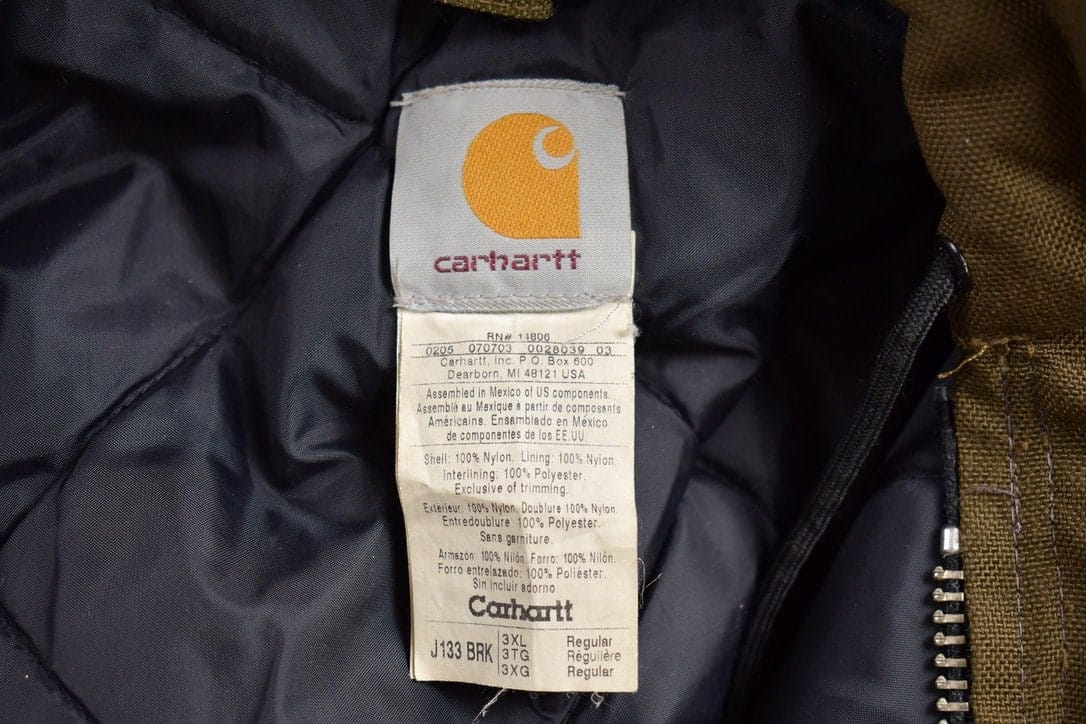 carhartt
RN# 14806
0205 070703 0028039 03
Carhartt, Inc. P.O. Box 600
Dearborn, MI 48121 USA
Assembled in Mexico of US components.
Assemblé au Mexique à partir de composants
Américains. Ensamblado en México
de componentes de los EE.UU.
Shell: 100% Nylon. Lining: 100% Nylon.
Interlining: 100% Polyester.
Exclusive of trimming.
Exterieur: 100% Nylon. Doublure 100% Nylon.
Entredoublure 100% Polyester.
Sans garniture.
Armazon: 100% Nilón. Forro: 100% Nilón.
Forro entrelazado: 100% Poliéster.
Sin incluir adorno
Carhartt
J133 BRK 3XL Regular
3TG Régulière
3XG Regular